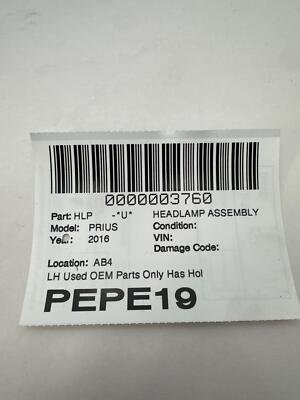 0000003760
Part: HLP -*U* HEADLAMP ASSEMBLY
Model: PRIUS Condition:
Year: 2016 VIN:
Damage Code:
Location: AB4
LH Used OEM Parts Only Has Hol
PEPE19